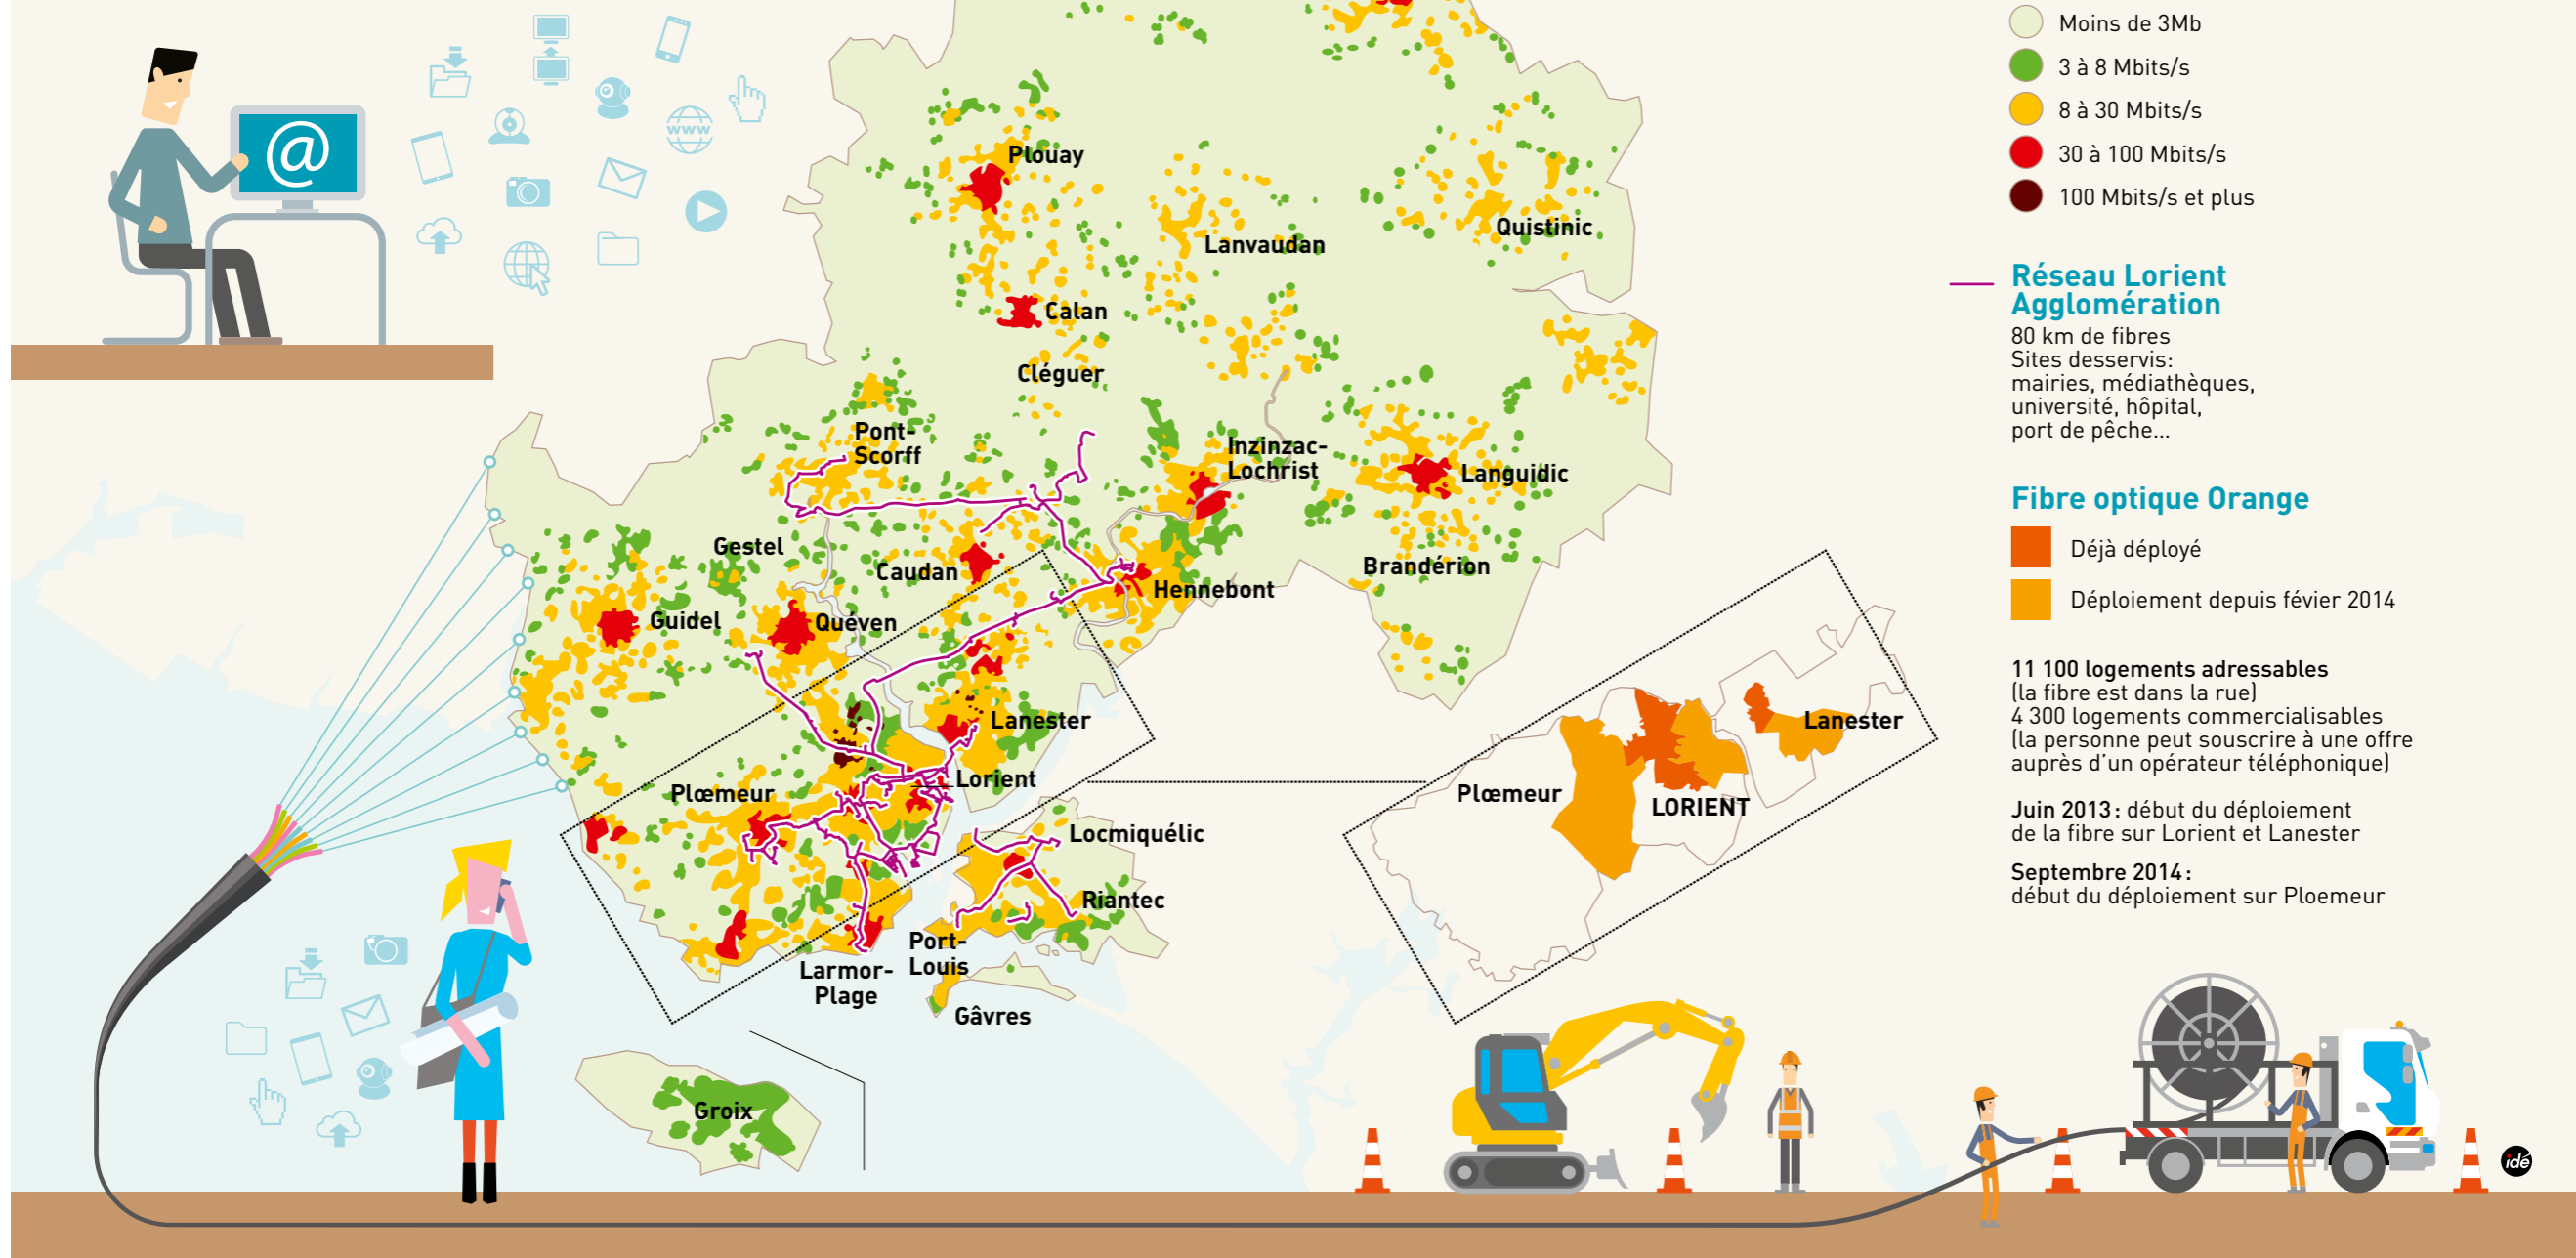 @
www
Moins de 3Mb
3 à 8 Mbits/s
8 à 30 Mbits/s
30 à 100 Mbits/s
100 Mbits/s et plus
Réseau Lorient
Agglomération
80 km de fibres
Sites desservis:
mairies, médiathèques,
université, hôpital,
port de pêche...
Fibre optique Orange
Déjà déployé
Déploiement depuis févier 2014
11 100 logements adressables
(la fibre est dans la rue)
4 300 logements commercialisables
(la personne peut souscrire à une offre
auprès d'un opérateur téléphonique)
Juin 2013 : début du déploiement
de la fibre sur Lorient et Lanester
Septembre 2014 :
début du déploiement sur Ploemeur
Plouay
Lanvaudan
Quistinic
Calan
Cléguer
Pont-
Scorff
Inzinzac-
Lochrist
Languidic
Gestel
Caudan
Brandérion
Hennebont
Guidel
Quéven
Lanester
Lorient
Plœmeur
Locmiquélic
Riantec
Port-
Louis
Larmor-
Plage
Gâvres
Groix
Lanester
Plœmeur
LORIENT
idé